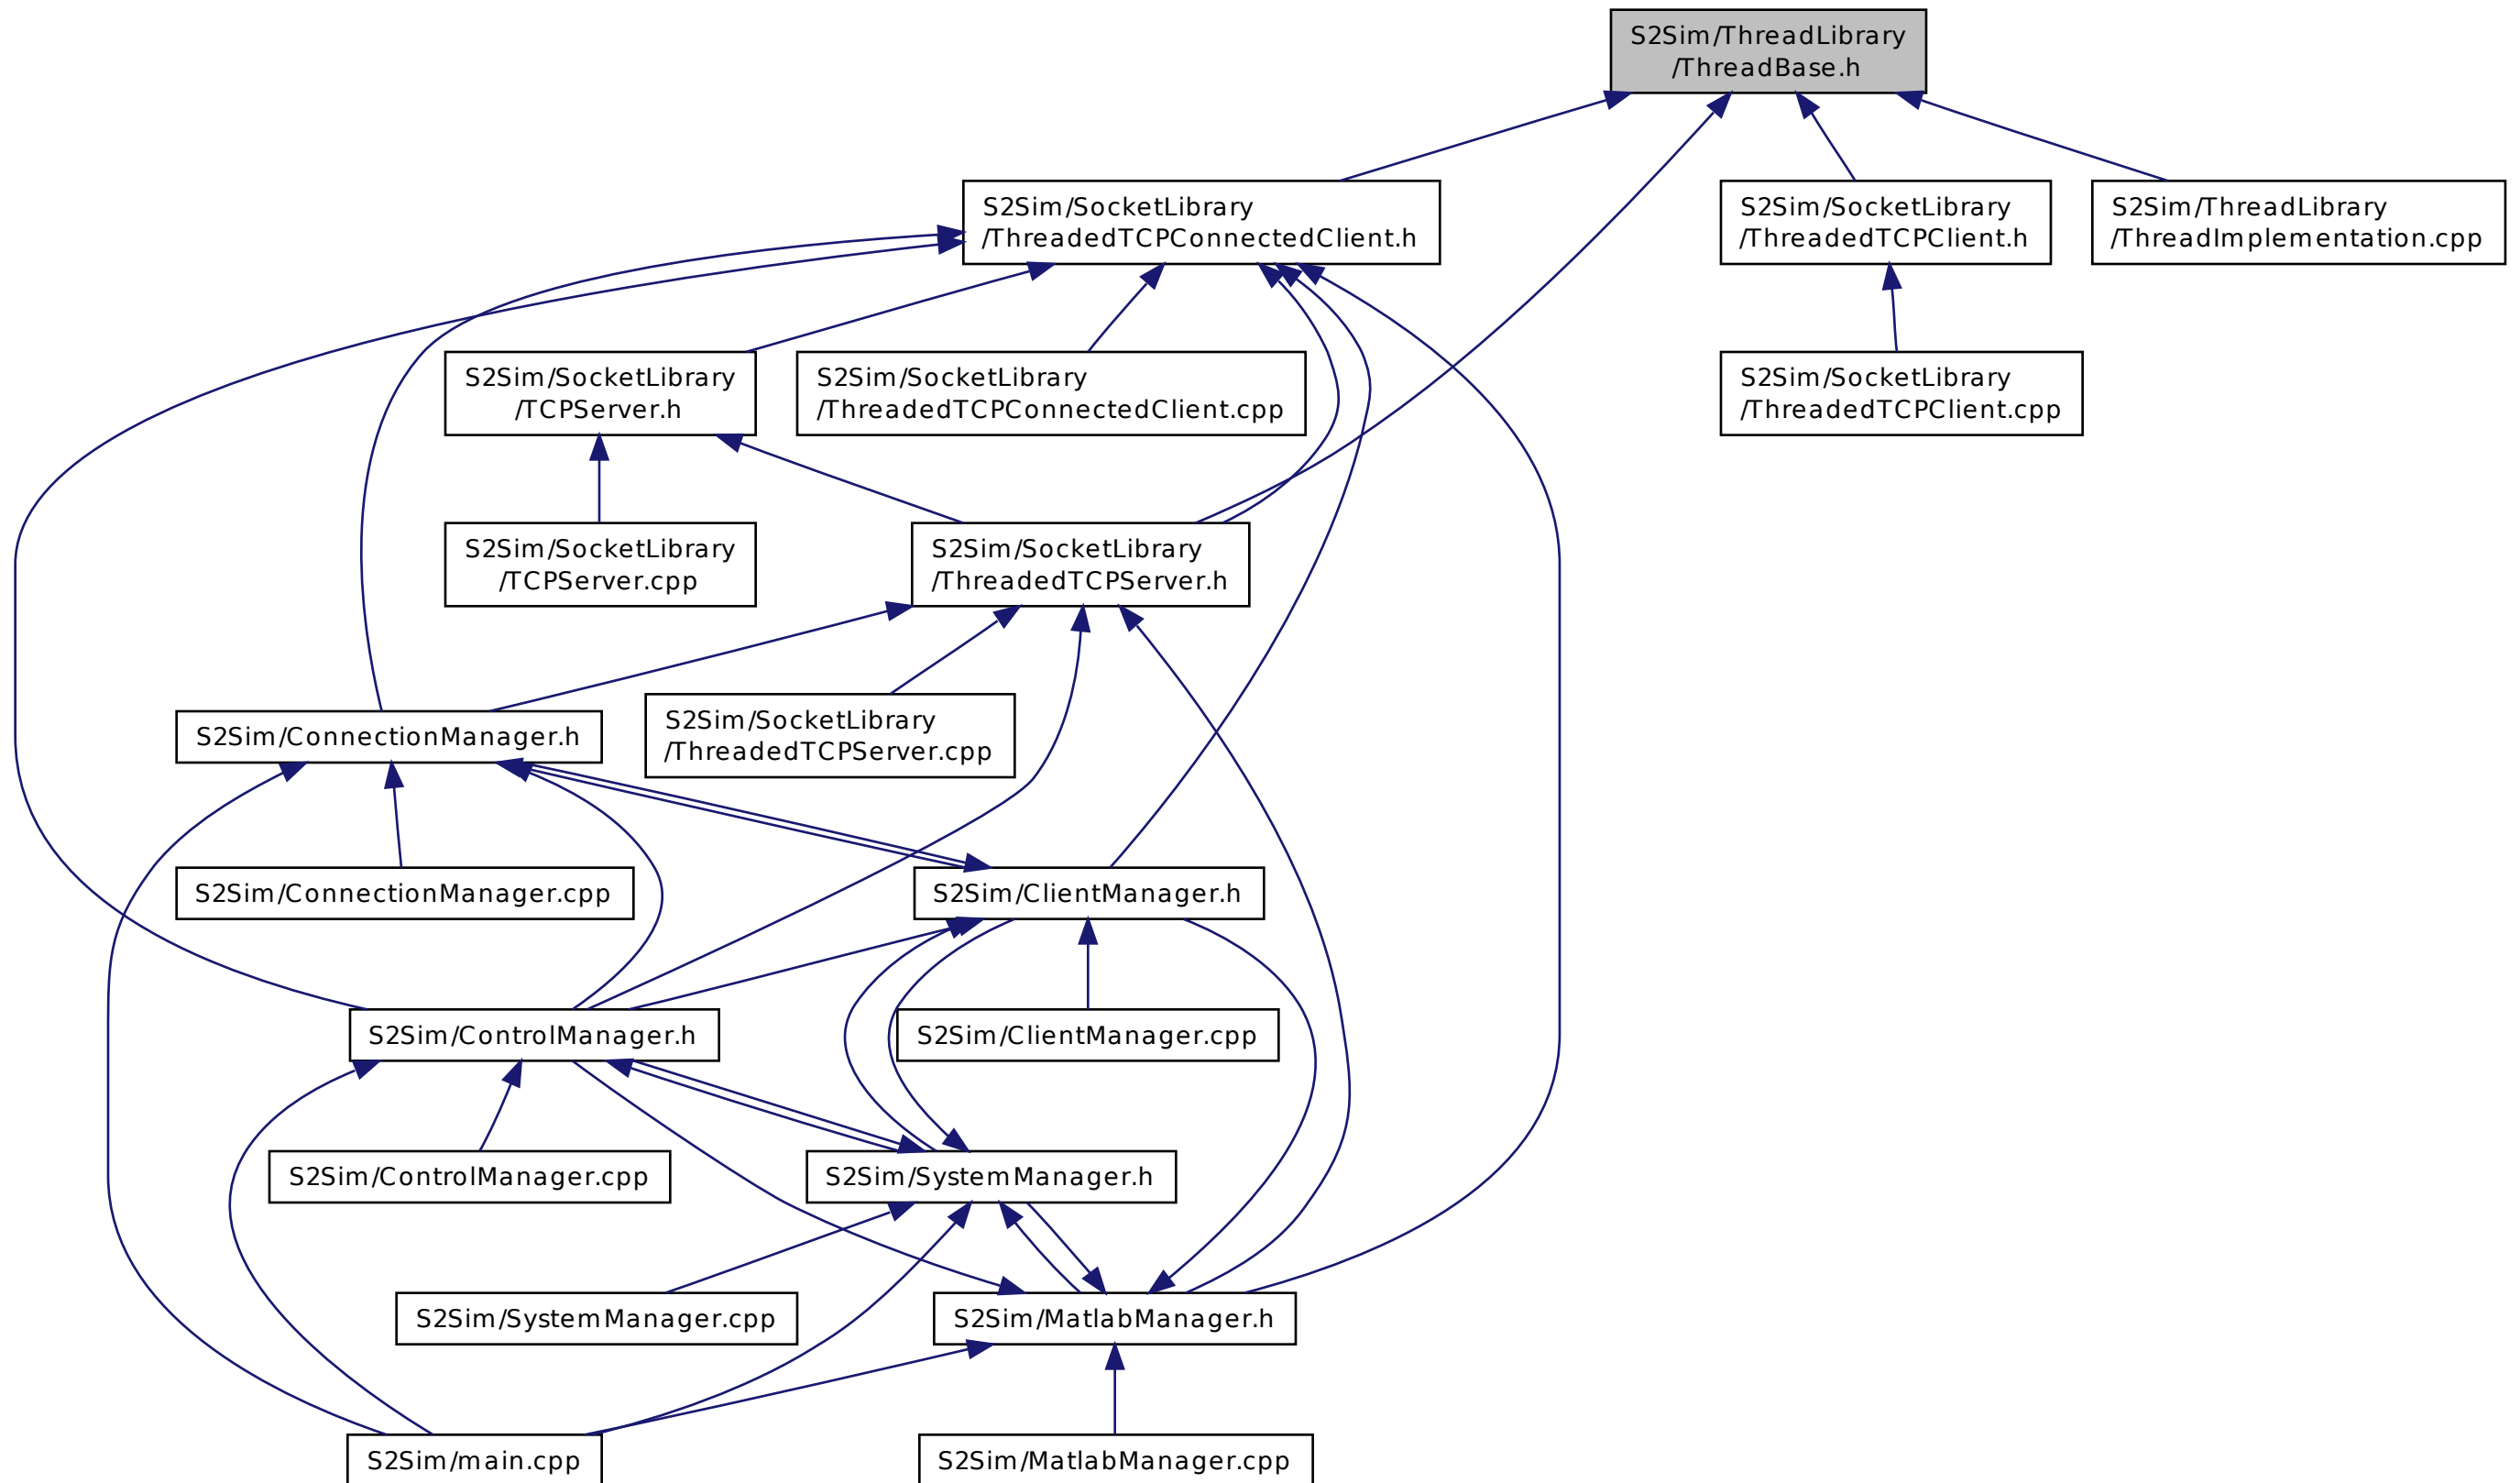 S2Sim/ThreadLibrary
/ThreadBase.h
S2Sim/SocketLibrary
/ThreadedTCPConnectedClient.h
S2Sim/SocketLibrary
/ThreadedTCPClient.h
S2Sim/ThreadLibrary
/ThreadImplementation.cpp
S2Sim/SocketLibrary
/TCPServer.h
S2Sim/SocketLibrary
/ThreadedTCPConnectedClient.cpp
S2Sim/SocketLibrary
/ThreadedTCPClient.cpp
S2Sim/SocketLibrary
/TCPServer.cpp
S2Sim/SocketLibrary
/ThreadedTCPServer.h
S2Sim/ConnectionManager.h
S2Sim/SocketLibrary
/ThreadedTCPServer.cpp
S2Sim/ConnectionManager.cpp
S2Sim/ClientManager.h
S2Sim/ControlManager.h
S2Sim/ClientManager.cpp
S2Sim/ControlManager.cpp
S2Sim/SystemManager.h
S2Sim/SystemManager.cpp
S2Sim/MatlabManager.h
S2Sim/main.cpp
S2Sim/MatlabManager.cpp